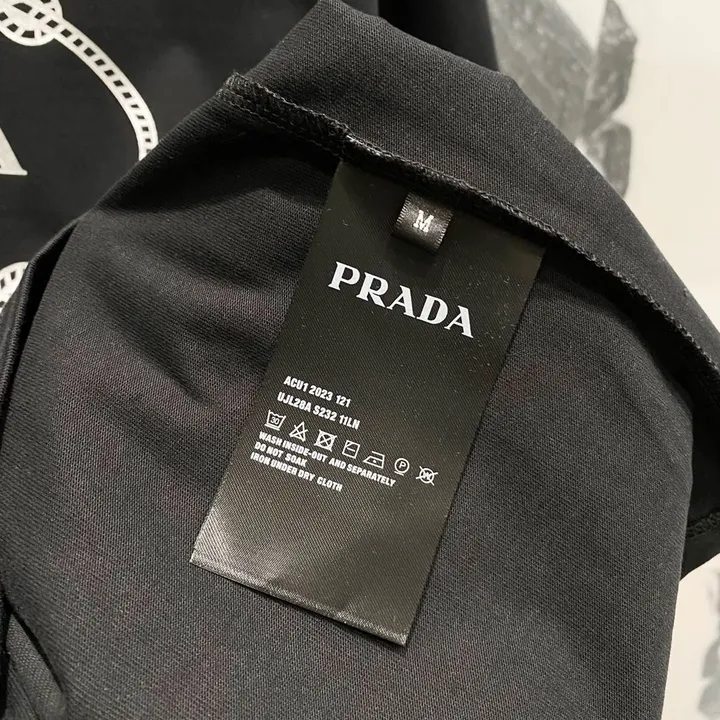 M
PRADA
ACU1 2023 121
UJL28A S232 11LN
30
P
W
WASH INSIDE-OUT AND SEPARATELY
DO NOT SOAK
IRON UNDER DRY CLOTH